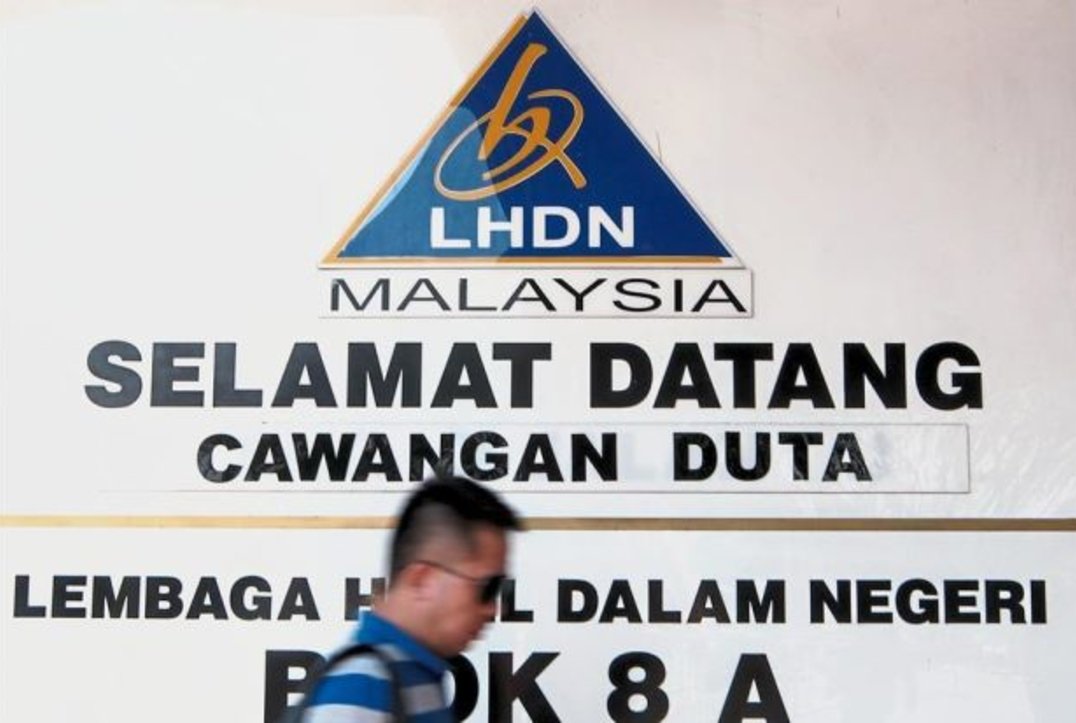 LHDN
MALAYSIA
SELAMAT DATANG
CAWANGAN DUTA
LEMBAGA DALAM NEGERI
8 A